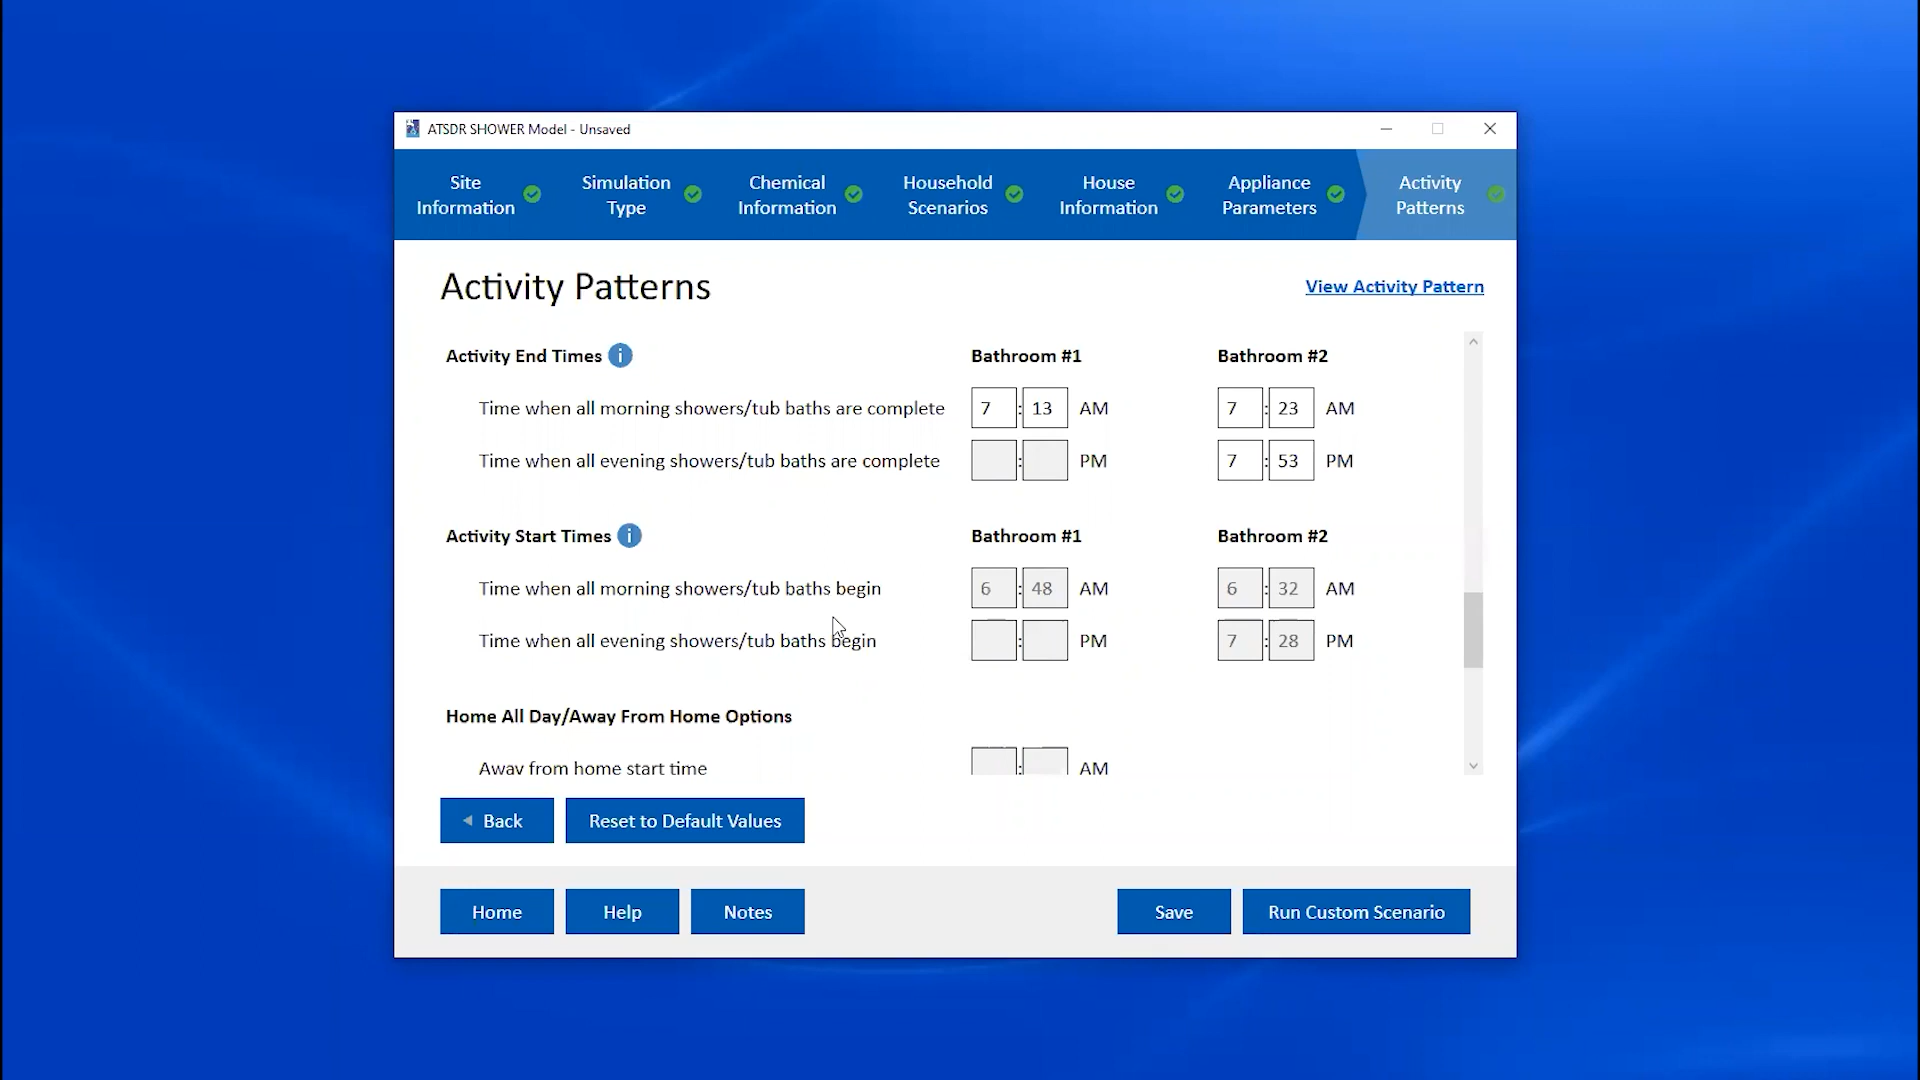 ATSDR SHOWER Model - Unsaved
Site Information
Simulation Type
Chemical Information
Household Scenarios
House Information
Appliance Parameters
Activity Patterns
Activity Patterns
View Activity Pattern
Activity End Times i Bathroom #1 Bathroom #2
Time when all morning showers/tub baths are complete 7 : 13 AM 7 : 23 AM
Time when all evening showers/tub baths are complete : PM 7 : 53 PM
Activity Start Times i Bathroom #1 Bathroom #2
Time when all morning showers/tub baths begin 6 : 48 AM 6 : 32 AM
Time when all evening showers/tub baths begin : PM 7 : 28 PM
Home All Day/Away From Home Options
Away from home start time : AM
Back Reset to Default Values
Home Help Notes Save Run Custom Scenario